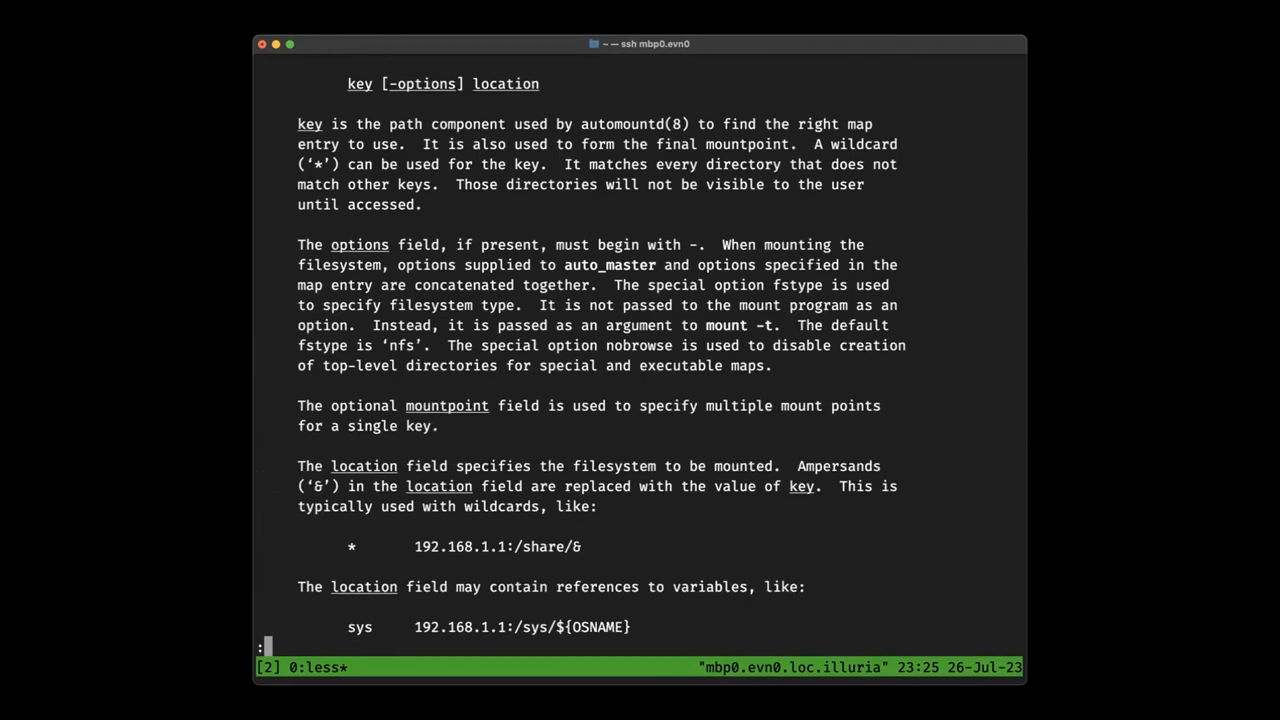 ~ — ssh mbp0.evn0
key [-options] location
key is the path component used by automountd(8) to find the right map
entry to use.  It is also used to form the final mountpoint.  A wildcard
(‘*’) can be used for the key.  It matches every directory that does not
match other keys.  Those directories will not be visible to the user
until accessed.
The options field, if present, must begin with -.  When mounting the
filesystem, options supplied to auto_master and options specified in the
map entry are concatenated together.  The special option fstype is used
to specify filesystem type.  It is not passed to the mount program as an
option.  Instead, it is passed as an argument to mount -t.  The default
fstype is ‘nfs’.  The special option nobrowse is used to disable creation
of top-level directories for special and executable maps.
The optional mountpoint field is used to specify multiple mount points
for a single key.
The location field specifies the filesystem to be mounted.  Ampersands
(‘&’) in the location field are replaced with the value of key.  This is
typically used with wildcards, like:
*       192.168.1.1:/share/&
The location field may contain references to variables, like:
sys     192.168.1.1:/sys/${OSNAME}
:
[2] 0:less* "mbp0.evn0.loc.illuria" 23:25 26-Jul-23